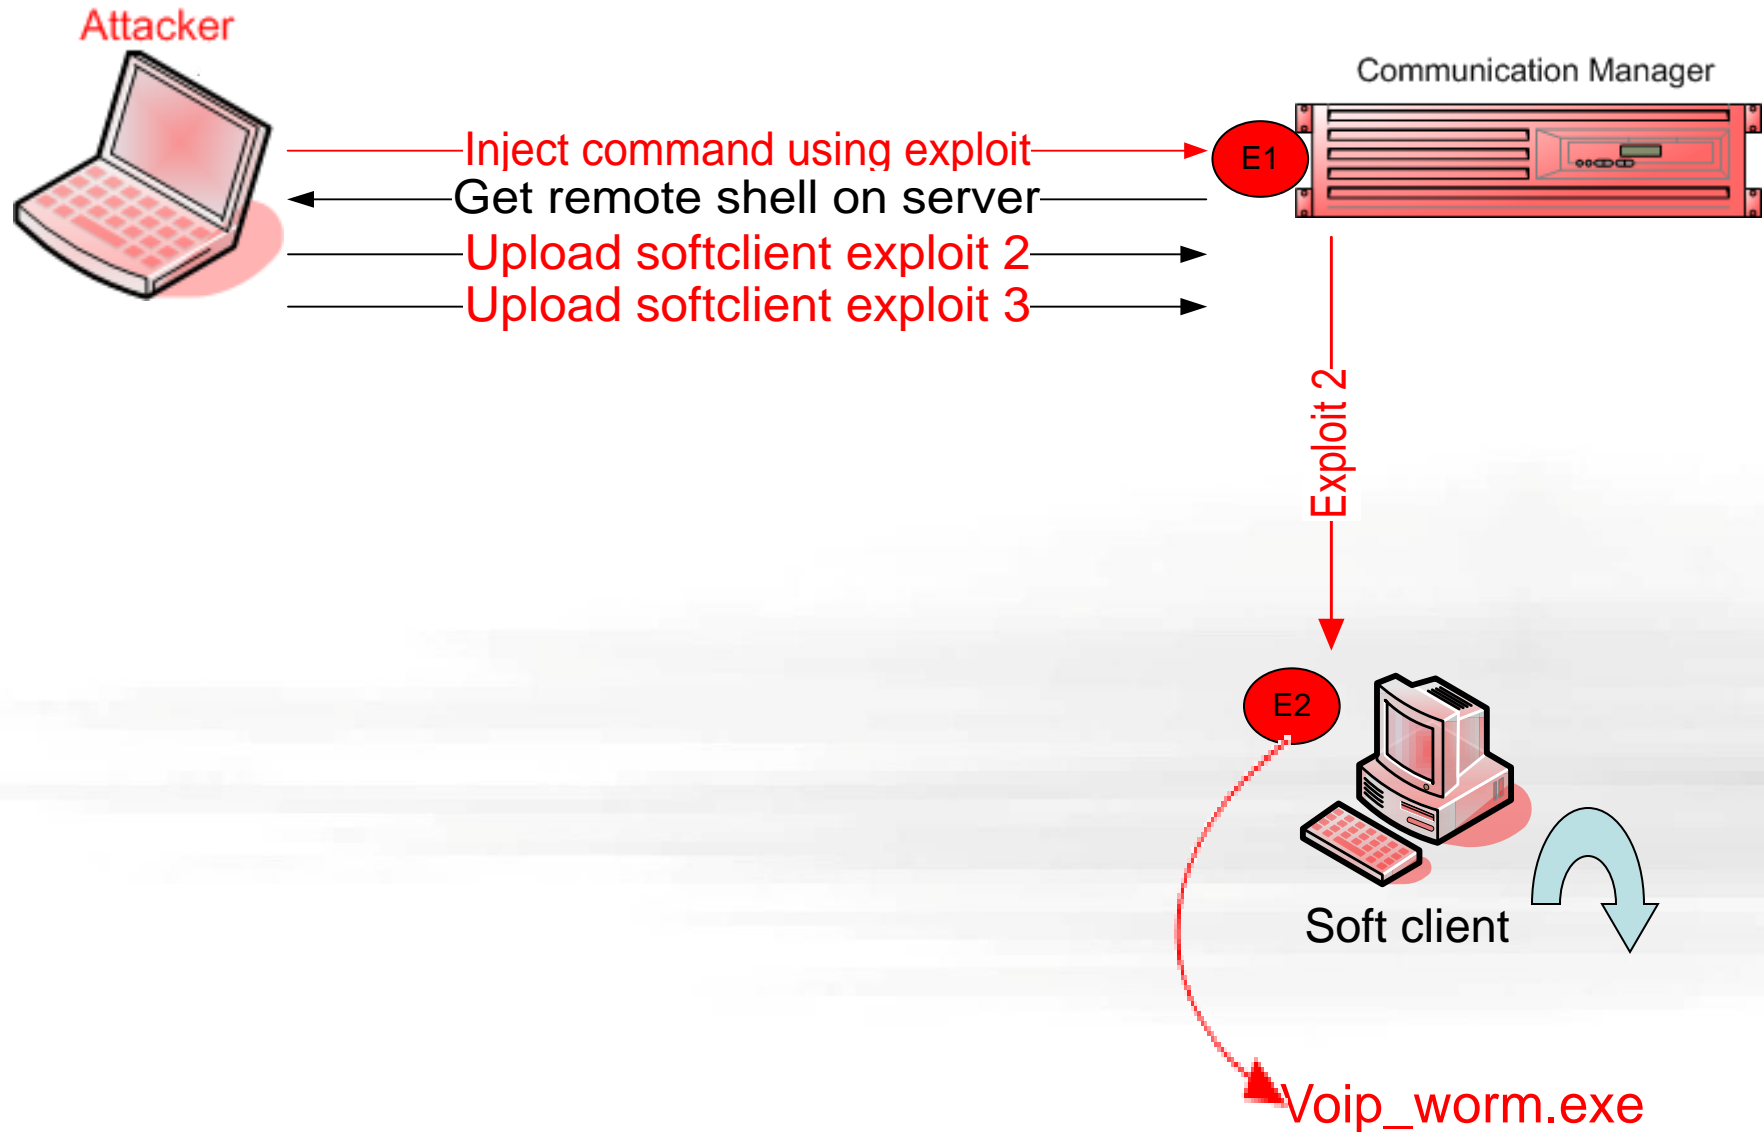 Attacker
Communication Manager
Inject command using exploit
E1
Get remote shell on server
Upload softclient exploit 2
Upload softclient exploit 3
Exploit 2
E2
Soft client
Voip_worm.exe